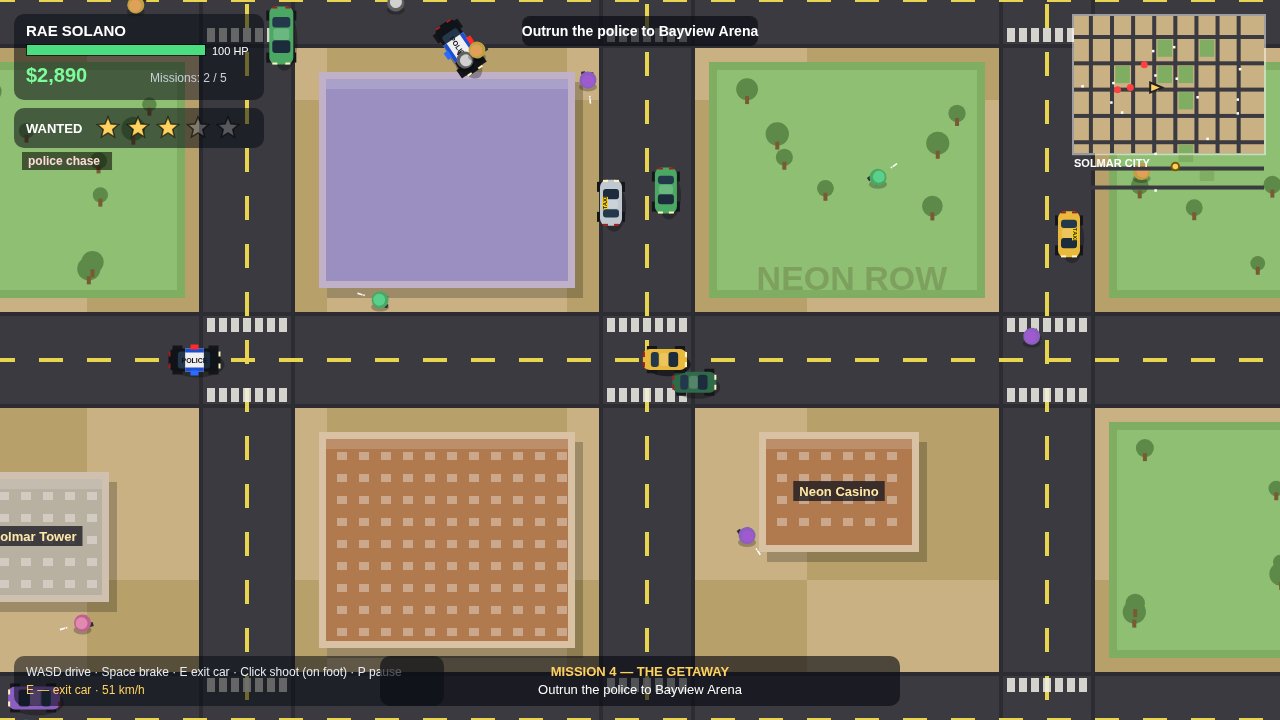 RAE SOLANO
100 HP
$2,890
Missions: 2 / 5
WANTED
police chase
Outrun the police to Bayview Arena
SOLMAR CITY
TAXI
TAXI
NEON ROW
POLICE
Neon Casino
olmar Tower
WASD drive · Space brake · E exit car · Click shoot (on foot) · P pause
E — exit car · 51 km/h
MISSION 4 — THE GETAWAY
Outrun the police to Bayview Arena